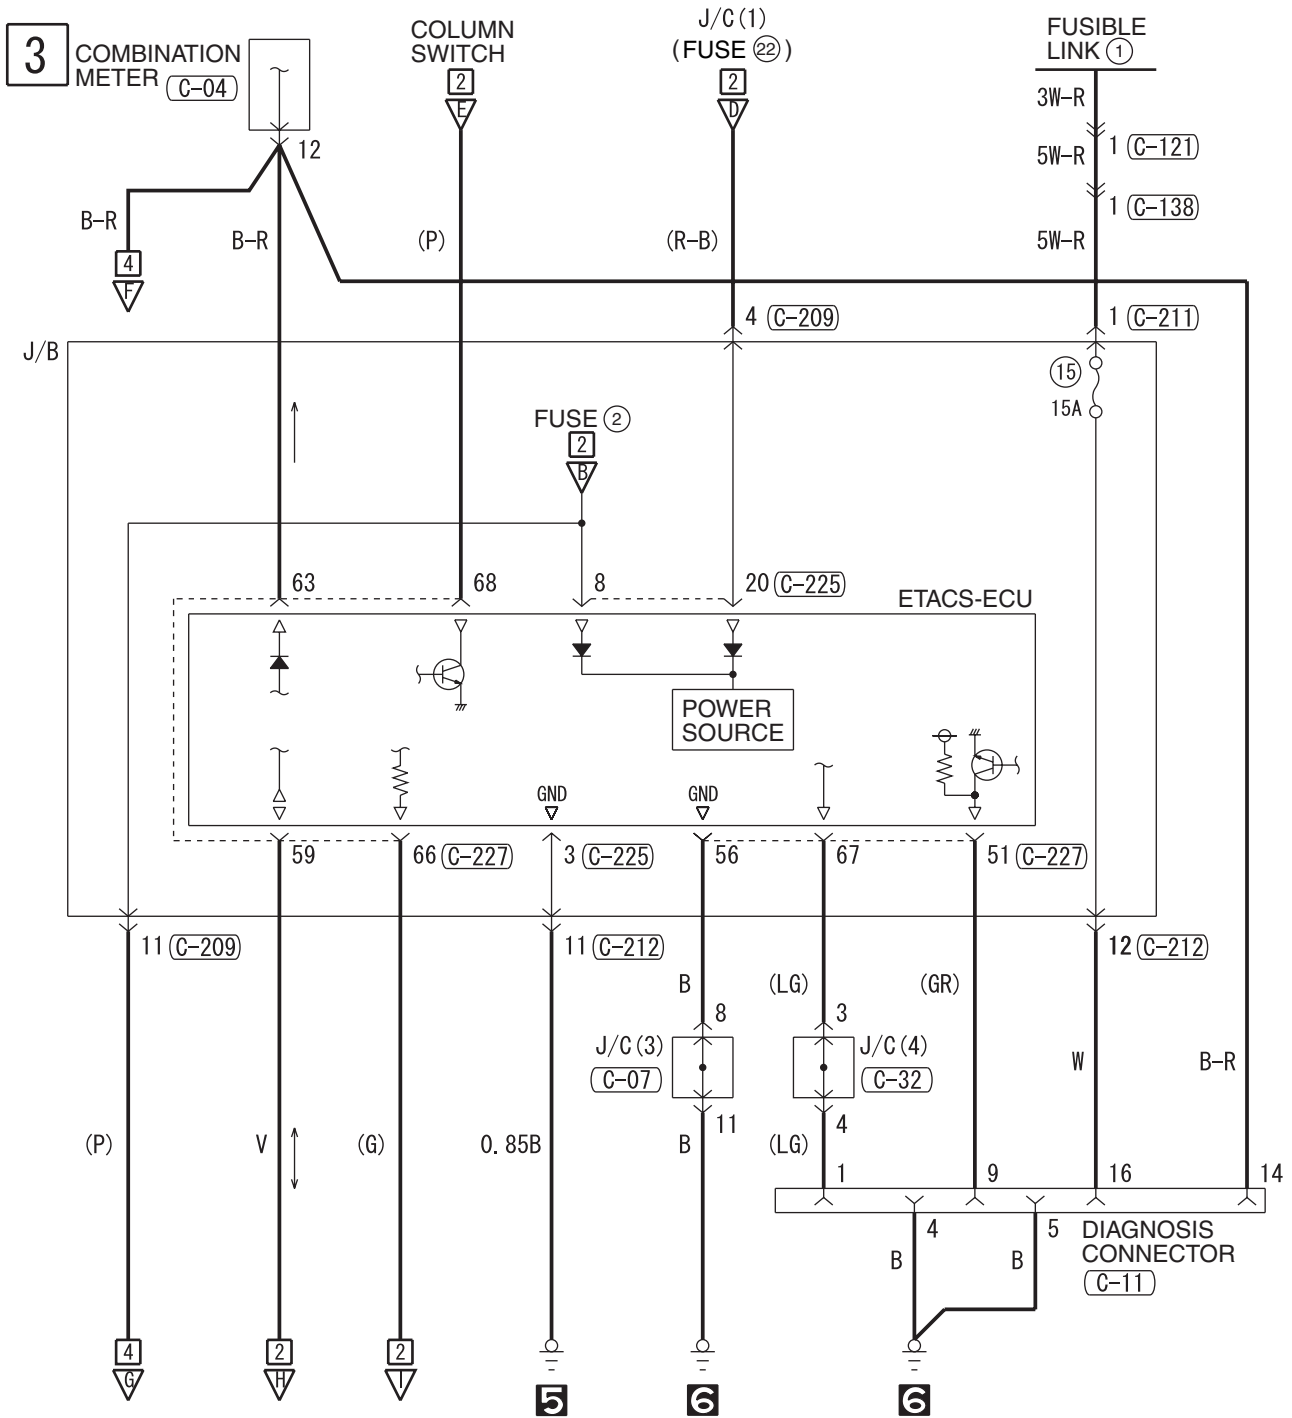 3
COMBINATION
METER C-04
12
COLUMN
SWITCH
2
E
J/C(1)
(FUSE 22)
2
D
FUSIBLE
LINK 1
3W-R
1 C-121
5W-R
1 C-138
B-R
B-R
(P)
(R-B)
5W-R
4
F
4 C-209
1 C-211
J/B
15
15A
FUSE 2
2
B
63
68
8
20 C-225
ETACS-ECU
POWER
SOURCE
GND
GND
59
66 C-227
3 C-225
56
67
51 C-227
11 C-209
11 C-212
12 C-212
B
(LG)
(GR)
8
3
J/C(3)
C-07
J/C(4)
C-32
W
B-R
11
4
(P)
V
(G)
0.85B
B
(LG)
1
9
16
14
4
5
DIAGNOSIS
CONNECTOR
C-11
B
B
4
G
2
H
2
I
5
6
6